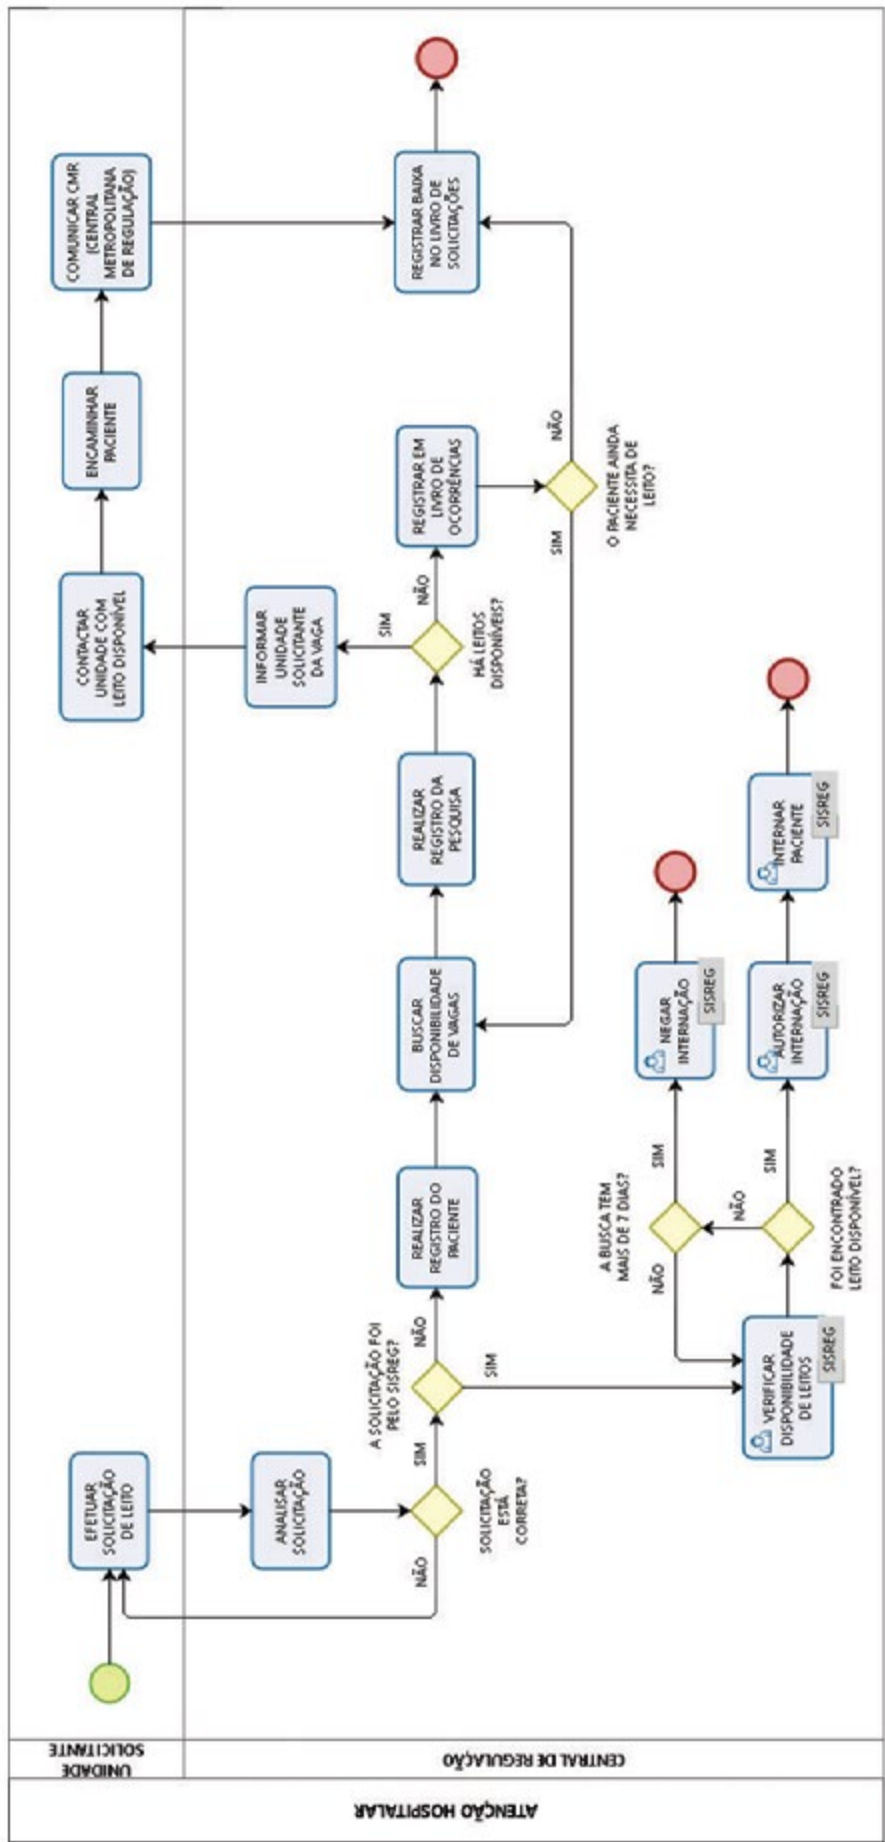 ATENÇÃO HOSPITALAR
UNIDADE
SOLICITANTE
CENTRAL DE REGULAÇÃO
EFETUAR
SOLICITAÇÃO
DE LEITO
ANALISAR
SOLICITAÇÃO
SOLICITAÇÃO
ESTÁ
CORRETA?
NÃO
SIM
A SOLICITAÇÃO FOI
PELO SISREG?
NÃO
SIM
REALIZAR
REGISTRO DO
PACIENTE
BUSCAR
DISPONIBILIDADE
DE VAGAS
REALIZAR
REGISTRO DA
PESQUISA
HÁ LEITOS
DISPONÍVEIS?
SIM
NÃO
INFORMAR
UNIDADE
SOLICITANTE
DA VAGA
CONTACTAR
UNIDADE COM
LEITO DISPONÍVEL
ENCAMINHAR
PACIENTE
COMUNICAR CMR
(CENTRAL
METROPOLITANA
DE REGULAÇÃO)
REGISTRAR EM
LIVRO DE
OCORRÊNCIAS
O PACIENTE AINDA
NECESSITA DE
LEITO?
SIM
NÃO
REGISTRAR BAIXA
NO LIVRO DE
SOLICITAÇÕES
VERIFICAR
DISPONIBILIDADE
DE LEITOS
SISREG
FOI ENCONTRADO
LEITO DISPONÍVEL?
NÃO
SIM
A BUSCA TEM
MAIS DE 7 DIAS?
NÃO
SIM
NEGAR
INTERNAÇÃO
SISREG
AUTORIZAR
INTERNAÇÃO
SISREG
INTERNAR
PACIENTE
SISREG